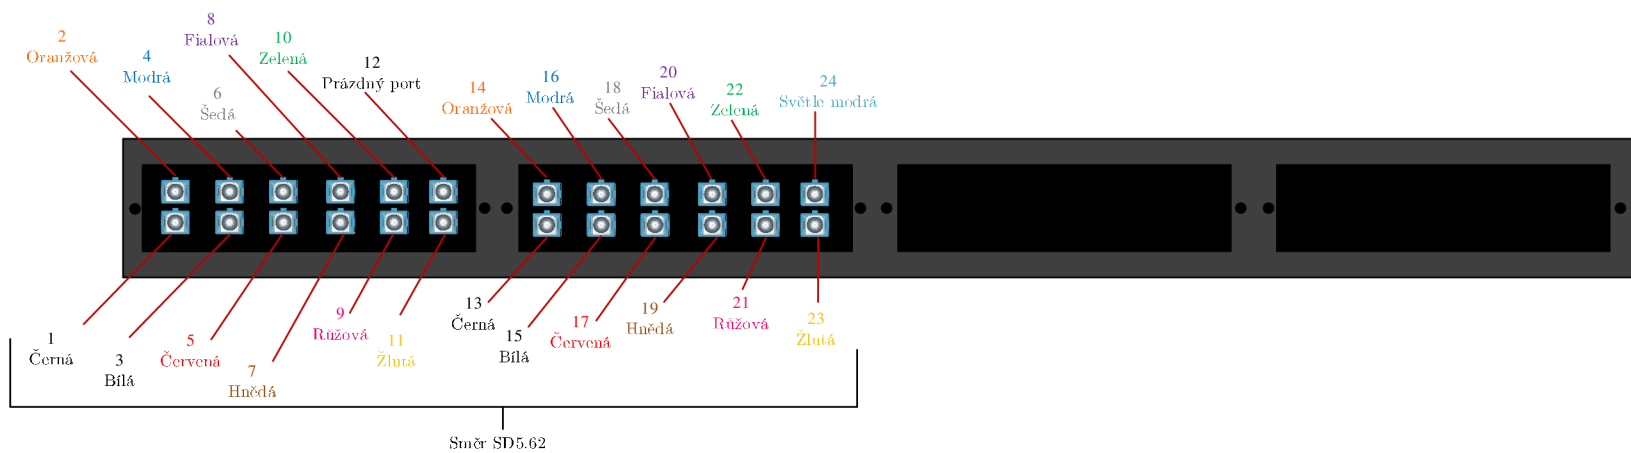 2
Oranžová
4
Modrá
6
Šedá
8
Fialová
10
Zelená
12
Prázdný port
14
Oranžová
16
Modrá
18
Šedá
20
Fialová
22
Zelená
24
Světle modrá
1
Černá
3
Bílá
5
Červená
7
Hnědá
9
Růžová
11
Žlutá
13
Černá
15
Bílá
17
Červená
19
Hnědá
21
Růžová
23
Žlutá
Směr SD5.62